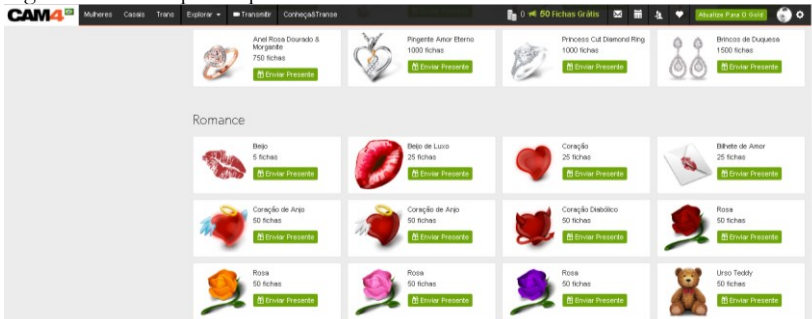 CAM4 Mulheres Casais Trans Explorar Transmitir Conheça&Transe 0 50 Fichas Grátis Atualize Para O Gold
Anel Rosa Dourado &
Morganite
750 fichas
Enviar Presente
Pingente Amor Eterno
1000 fichas
Enviar Presente
Princess Cut Diamond Ring
1000 fichas
Enviar Presente
Brincos de Duquesa
1500 fichas
Enviar Presente
Romance
Beijo
5 fichas
Enviar Presente
Beijo de Luxo
25 fichas
Enviar Presente
Coração
25 fichas
Enviar Presente
Bilhete de Amor
25 fichas
Enviar Presente
Coração de Anjo
50 fichas
Enviar Presente
Coração de Anjo
50 fichas
Enviar Presente
Coração Diabólico
50 fichas
Enviar Presente
Rosa
50 fichas
Enviar Presente
Rosa
50 fichas
Enviar Presente
Rosa
50 fichas
Enviar Presente
Rosa
50 fichas
Enviar Presente
Urso Teddy
50 fichas
Enviar Presente